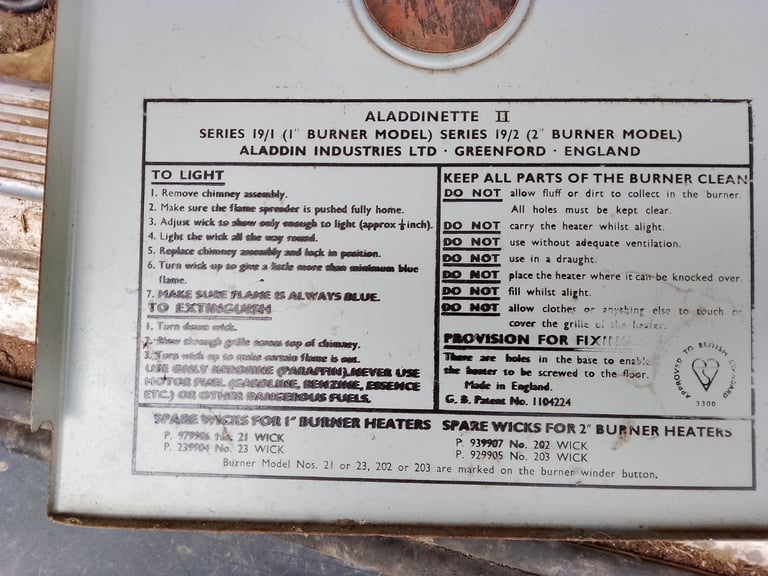 ALADDINETTE II
SERIES 19/1 (1" BURNER MODEL) SERIES 19/2 (2" BURNER MODEL)
ALADDIN INDUSTRIES LTD · GREENFORD · ENGLAND
TO LIGHT
1. Remove chimney assembly.
2. Make sure the flame spreader is pushed fully home.
3. Adjust wick to show only enough to light (approx ⅛ inch).
4. Light the wick all the way round.
5. Replace chimney assembly and lock in position.
6. Turn wick up to give a little more than minimum blue
flame.
7. MAKE SURE FLAME IS ALWAYS BLUE.
TO EXTINGUISH
1. Turn down wick.
2. Blow through grille across top of chimney.
3. Turn wick up to make certain flame is out.
USE ONLY KEROSINE (PARAFFIN). NEVER USE
MOTOR FUEL (GASOLINE, BENZINE, ESSENCE
ETC.) OR OTHER DANGEROUS FUELS.
KEEP ALL PARTS OF THE BURNER CLEAN
DO NOT allow fluff or dirt to collect in the burner.
All holes must be kept clear.
DO NOT carry the heater whilst alight.
DO NOT use without adequate ventilation.
DO NOT use in a draught.
DO NOT place the heater where it can be knocked over.
DO NOT fill whilst alight.
DO NOT allow clothes or anything else to touch or
cover the grille of the heater.
PROVISION FOR FIXING
There are holes in the base to enable
the heater to be screwed to the floor.
Made in England.
G. B. Patent No. 1104224
APPROVED TO BRITISH STANDARD
3300
SPARE WICKS FOR 1" BURNER HEATERS SPARE WICKS FOR 2" BURNER HEATERS
P. 979906 No. 21 WICK P. 939907 No. 202 WICK
P. 239904 No. 23 WICK P. 929905 No. 203 WICK
Burner Model Nos. 21 or 23, 202 or 203 are marked on the burner winder button.